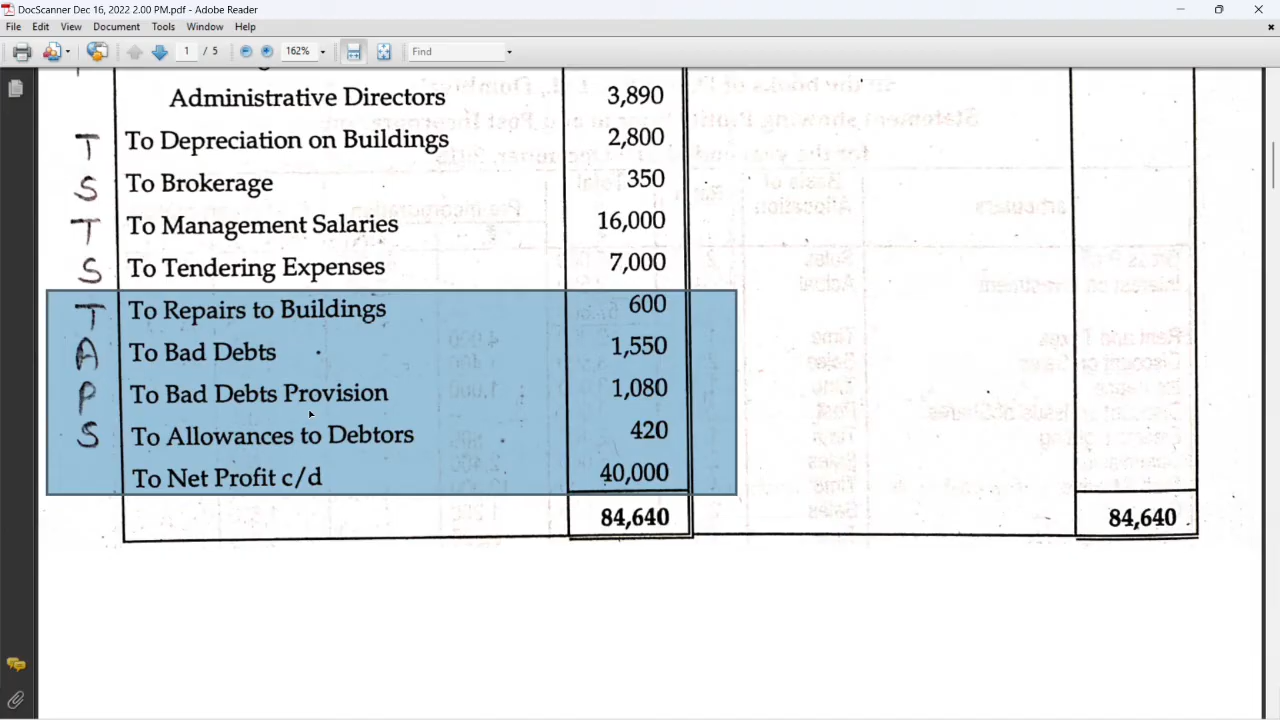 DocScanner Dec 16, 2022 2.00 PM.pdf - Adobe Reader
File Edit View Document Tools Window Help
1 / 5 162% Find
Administrative Directors 3,890
T To Depreciation on Buildings 2,800
S To Brokerage 350
T To Management Salaries 16,000
S To Tendering Expenses 7,000
T To Repairs to Buildings 600
A To Bad Debts 1,550
P To Bad Debts Provision 1,080
S To Allowances to Debtors 420
To Net Profit c/d 40,000
84,640 84,640